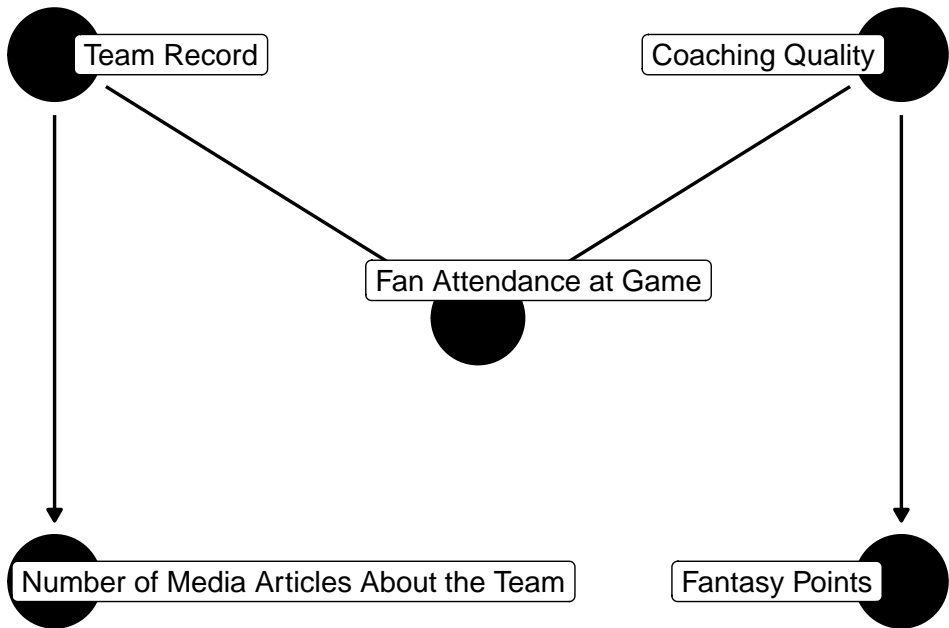 Team Record
Coaching Quality
Fan Attendance at Game
Number of Media Articles About the Team
Fantasy Points